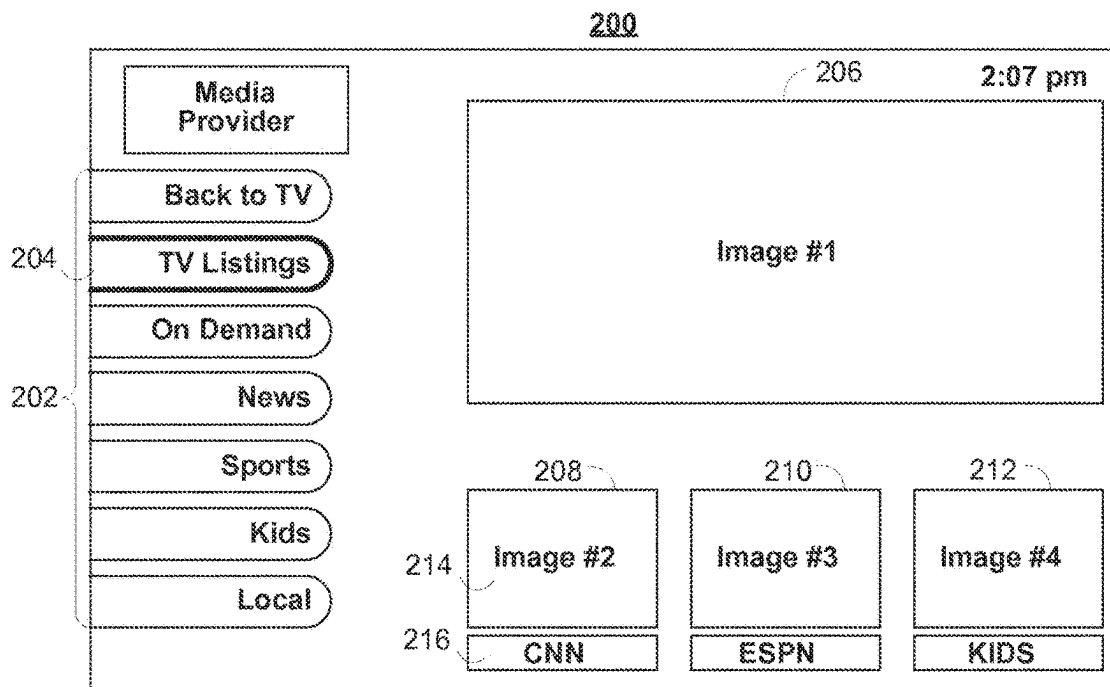 200
206
2:07 pm
Media
Provider
Back to TV
204
TV Listings
Image #1
On Demand
202
News
Sports
208
210
212
Kids
214
Image #2
Image #3
Image #4
Local
216
CNN
ESPN
KIDS